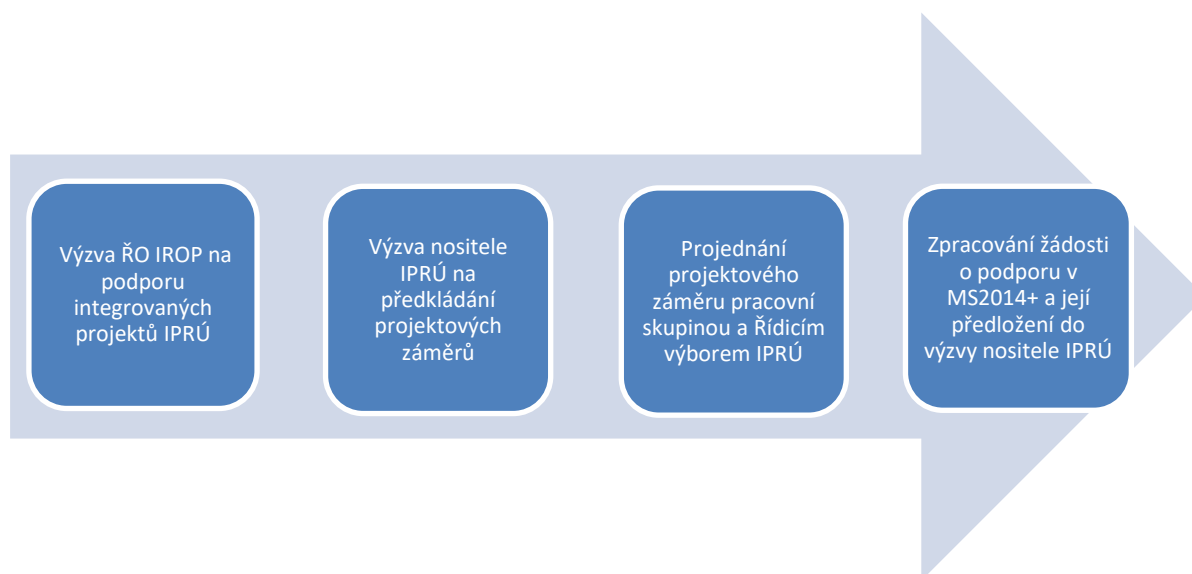 Výzva ŘO IROP na
podporu
integrovaných
projektů IPRÚ
Výzva nositele
IPRÚ na
předkládání
projektových
záměrů
Projednání
projektového
záměru pracovní
skupinou a Řídicím
výborem IPRÚ
Zpracování žádosti
o podporu v
MS2014+ a její
předložení do
výzvy nositele IPRÚ